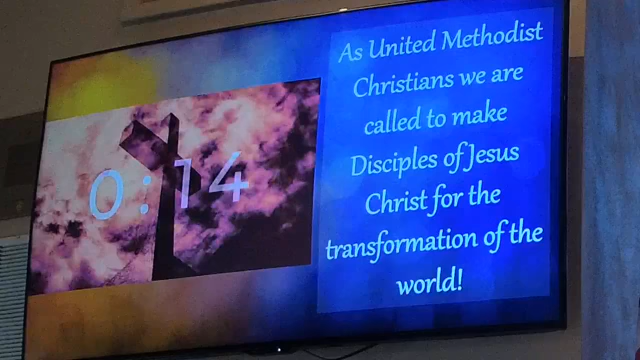 0:14
As United Methodist
Christians we are
called to make
Disciples of Jesus
Christ for the
transformation of the
world!